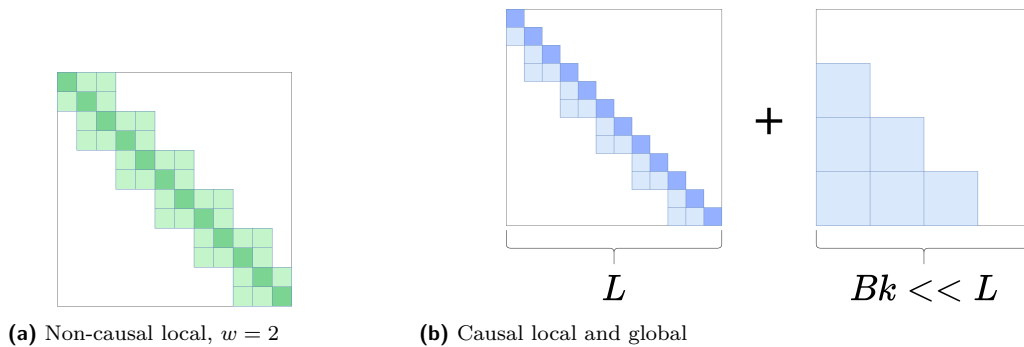 +
L
Bk << L
(a) Non-causal local, w = 2
(b) Causal local and global